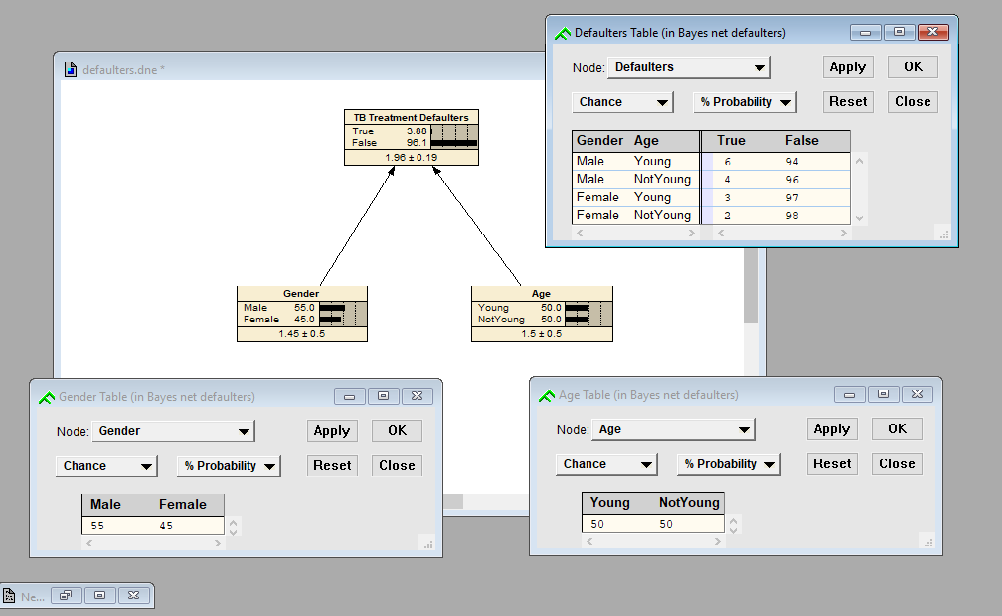 Defaulters Table (in Bayes net defaulters)
Node: Defaulters Apply OK
Chance % Probability Reset Close
Gender Age True False
Male Young 6 94
Male NotYoung 4 96
Female Young 3 97
Female NotYoung 2 98
defaulters.dne *
TB Treatment Defaulters
True 3.88
False 96.1
1.96 ± 0.19
Gender
Male 55.0
Female 45.0
1.45 ± 0.5
Age
Young 50.0
NotYoung 50.0
1.5 ± 0.5
Gender Table (in Bayes net defaulters)
Node: Gender Apply OK
Chance % Probability Reset Close
Male Female
55 45
Age Table (in Bayes net defaulters)
Node Age Apply OK
Chance % Probability Reset Close
Young NotYoung
50 50
Ne...